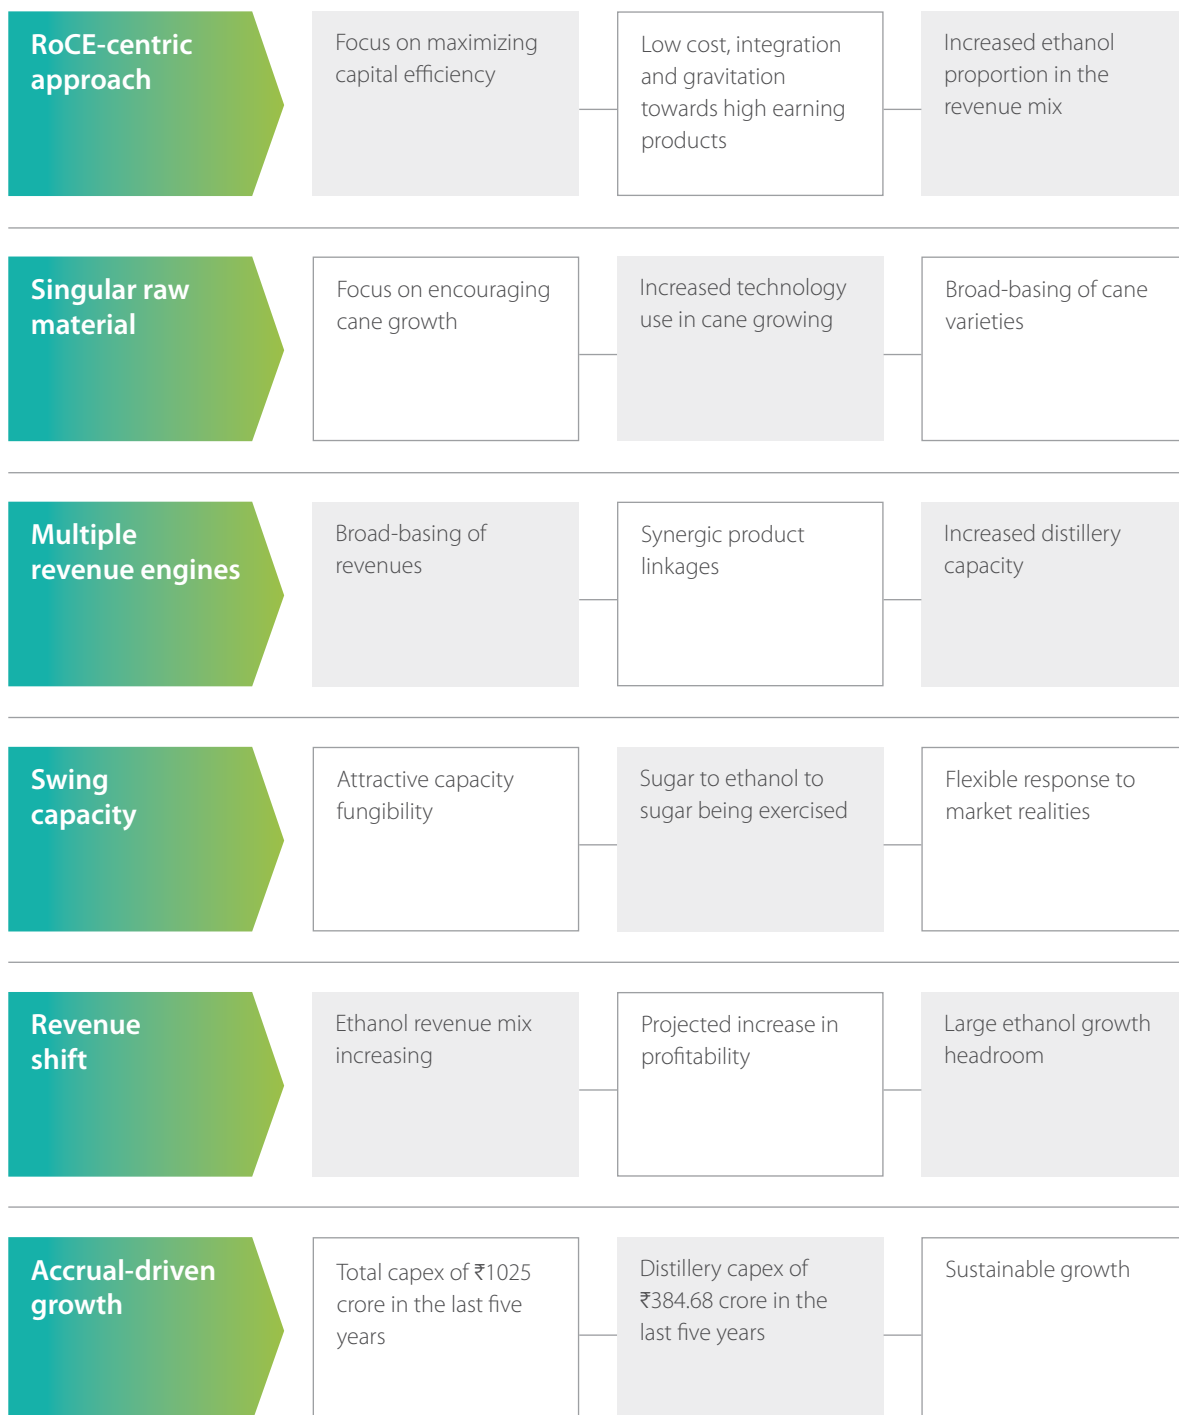 RoCE-centric
approach
Focus on maximizing
capital efficiency
Low cost, integration
and gravitation
towards high earning
products
Increased ethanol
proportion in the
revenue mix
Singular raw
material
Focus on encouraging
cane growth
Increased technology
use in cane growing
Broad-basing of cane
varieties
Multiple
revenue engines
Broad-basing of
revenues
Synergic product
linkages
Increased distillery
capacity
Swing
capacity
Attractive capacity
fungibility
Sugar to ethanol to
sugar being exercised
Flexible response to
market realities
Revenue
shift
Ethanol revenue mix
increasing
Projected increase in
profitability
Large ethanol growth
headroom
Accrual-driven
growth
Total capex of ₹1025
crore in the last five
years
Distillery capex of
₹384.68 crore in the
last five years
Sustainable growth